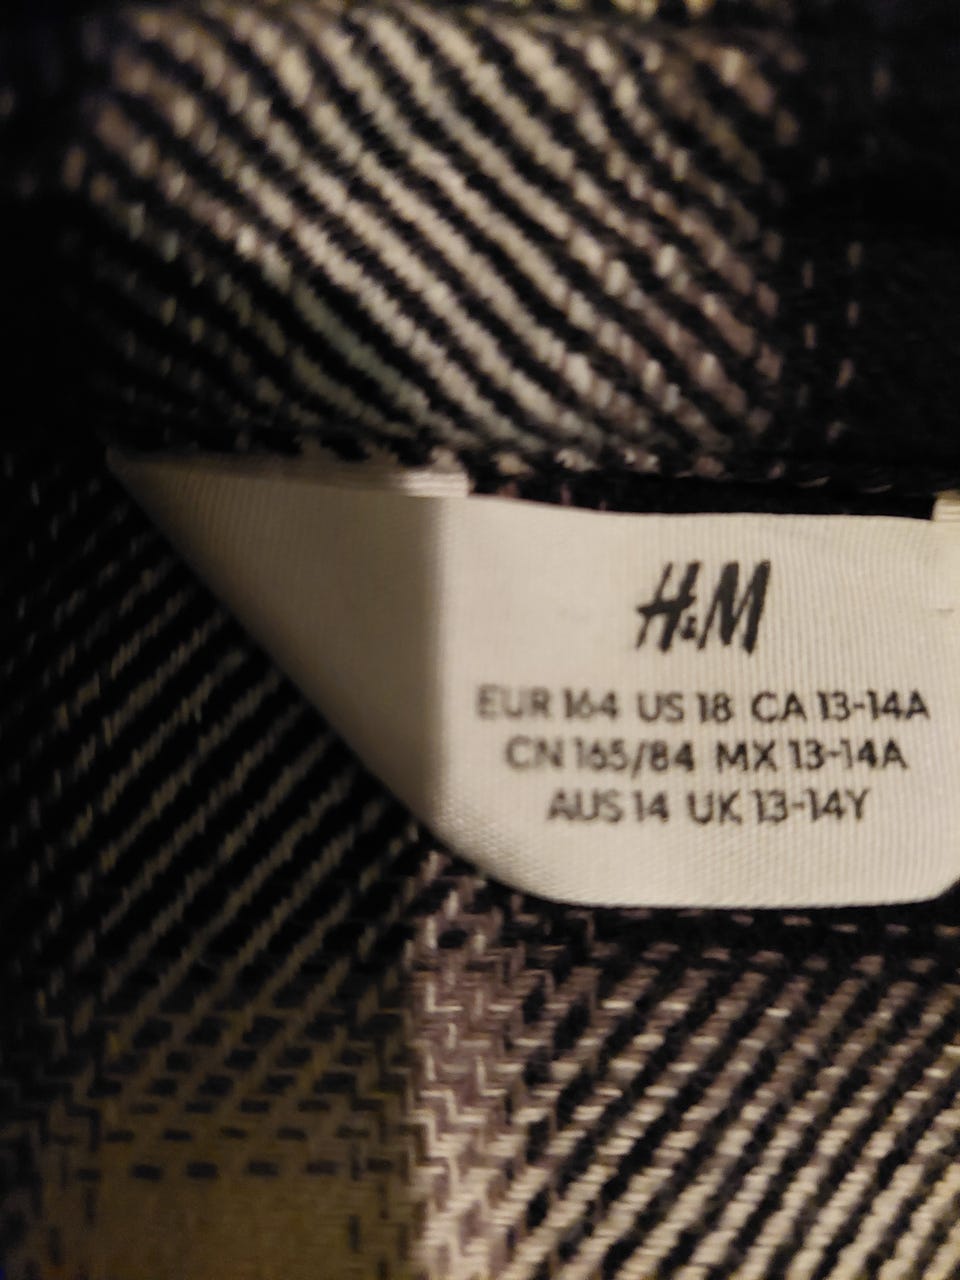 H&M
EUR 164 US 18 CA 13-14A
CN 165/84 MX 13-14A
AUS 14 UK 13-14Y